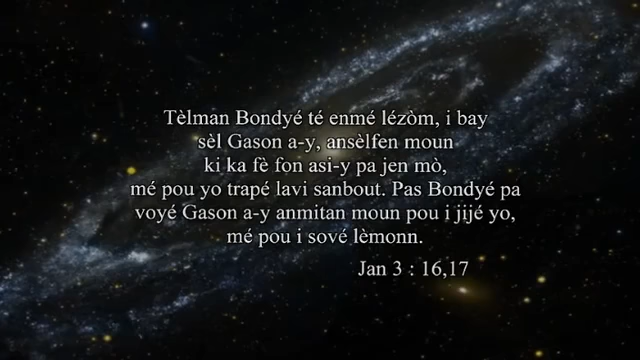 Tèlman Bondyé té enmé lézòm, i bay
sèl Gason a-y, ansèlfen moun
ki ka fè fon asi-y pa jen mò,
mé pou yo trapé lavi sanbout. Pas Bondyé pa
voyé Gason a-y anmitan moun pou i jijé yo,
mé pou i sové lèmonn.
Jan 3 : 16,17